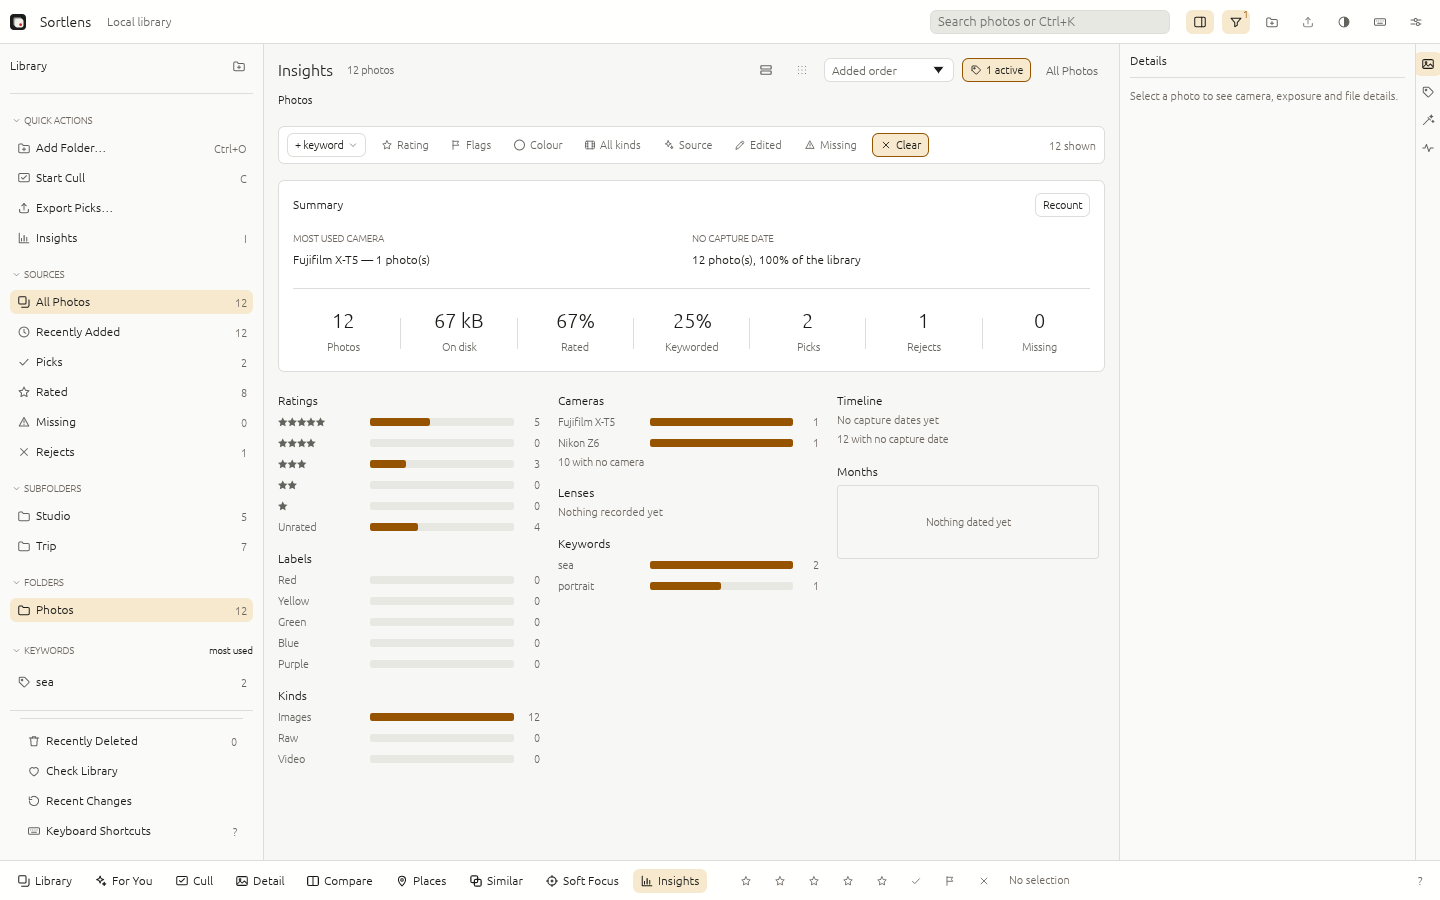 Sortlens Local library Search photos or Ctrl+K 1
Library
QUICK ACTIONS
Add Folder... Ctrl+O
Start Cull C
Export Picks...
Insights I
SOURCES
All Photos 12
Recently Added 12
Picks 2
Rated 8
Missing 0
Rejects 1
SUBFOLDERS
Studio 5
Trip 7
FOLDERS
Photos 12
KEYWORDS most used
sea 2
Recently Deleted 0
Check Library
Recent Changes
Keyboard Shortcuts ?
Insights 12 photos Added order 1 active All Photos
Photos
+ keyword Rating Flags Colour All kinds Source Edited Missing Clear 12 shown
Summary Recount
MOST USED CAMERA NO CAPTURE DATE
Fujifilm X-T5 — 1 photo(s) 12 photo(s), 100% of the library
12 67 kB 67% 25% 2 1 0
Photos On disk Rated Keyworded Picks Rejects Missing
Ratings
★★★★★ 5
★★★★ 0
★★★ 3
★★ 0
★ 0
Unrated 4
Labels
Red 0
Yellow 0
Green 0
Blue 0
Purple 0
Kinds
Images 12
Raw 0
Video 0
Cameras
Fujifilm X-T5 1
Nikon Z6 1
10 with no camera
Lenses
Nothing recorded yet
Keywords
sea 2
portrait 1
Timeline
No capture dates yet
12 with no capture date
Months
Nothing dated yet
Details
Select a photo to see camera, exposure and file details.
Library For You Cull Detail Compare Places Similar Soft Focus Insights No selection ?